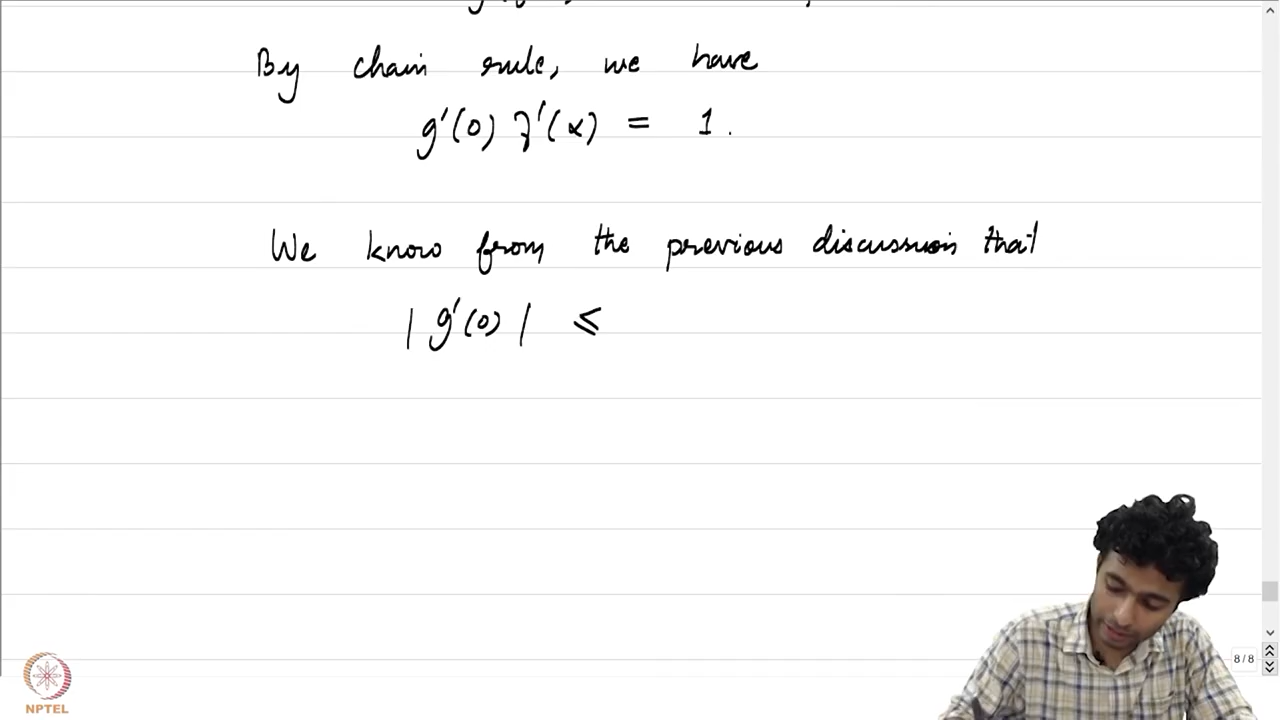 By chain rule, we have
g'(0) f'(α) = 1.
We know from the previous discussion that
| g'(0) | ≤
8/8
NPTEL